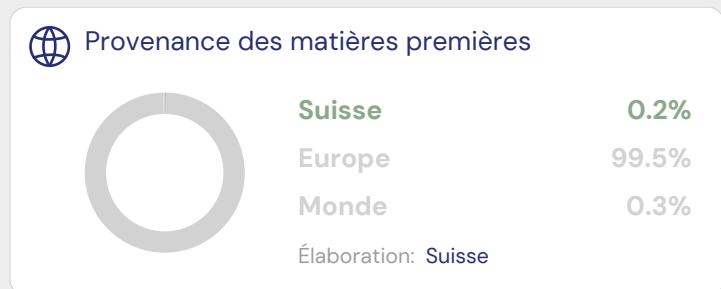 Provenance des matières premières
Suisse 0.2%
Europe 99.5%
Monde 0.3%
Élaboration: Suisse